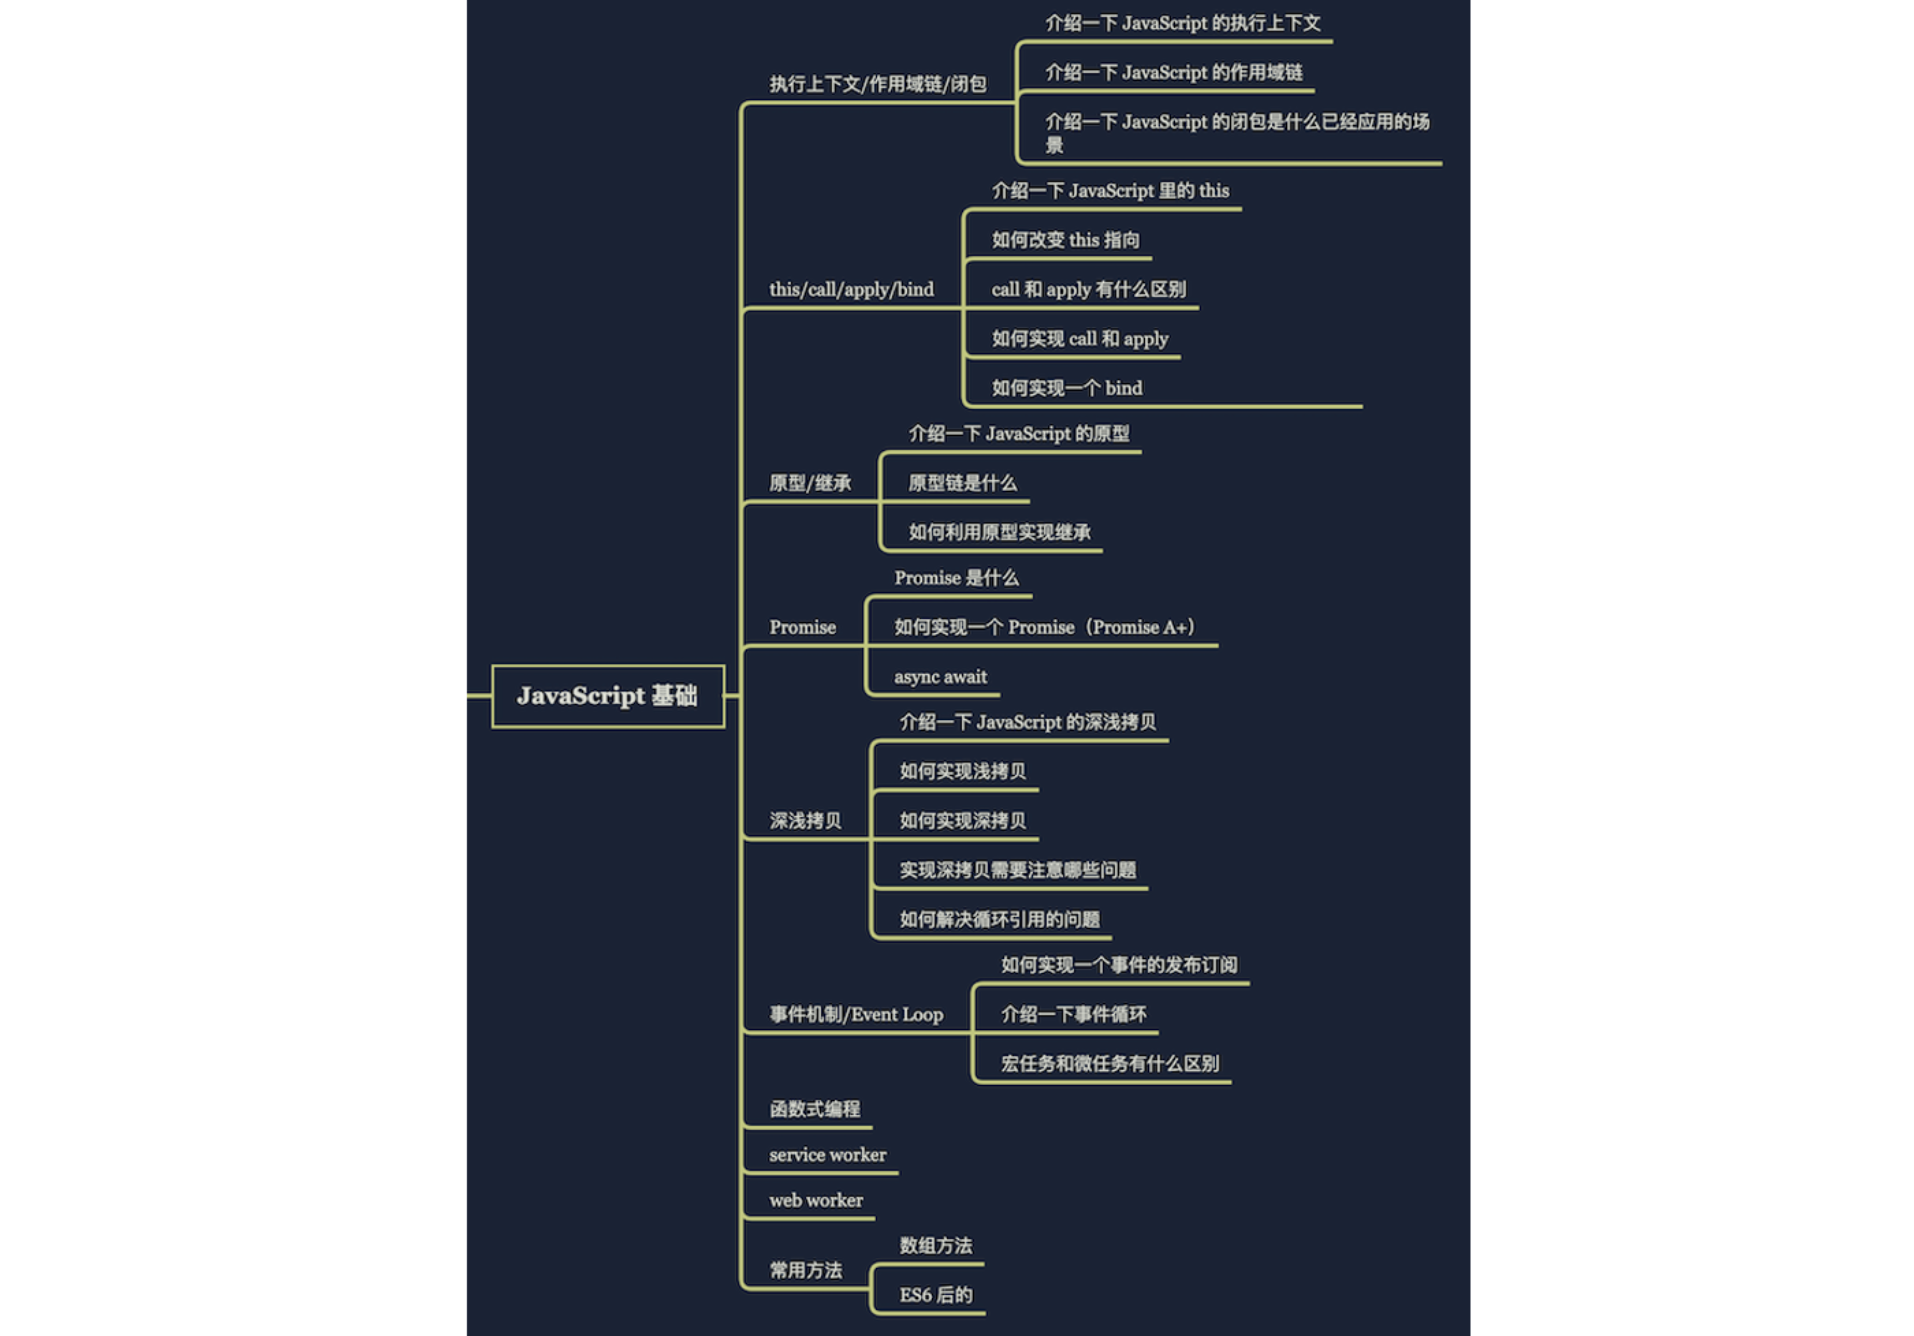 JavaScript 基础
执行上下文/作用域链/闭包
介绍一下 JavaScript 的执行上下文
介绍一下 JavaScript 的作用域链
介绍一下 JavaScript 的闭包是什么已经应用的场
景
this/call/apply/bind
介绍一下 JavaScript 里的 this
如何改变 this 指向
call 和 apply 有什么区别
如何实现 call 和 apply
如何实现一个 bind
原型/继承
介绍一下 JavaScript 的原型
原型链是什么
如何利用原型实现继承
Promise
Promise 是什么
如何实现一个 Promise（Promise A+）
async await
深浅拷贝
介绍一下 JavaScript 的深浅拷贝
如何实现浅拷贝
如何实现深拷贝
实现深拷贝需要注意哪些问题
如何解决循环引用的问题
事件机制/Event Loop
如何实现一个事件的发布订阅
介绍一下事件循环
宏任务和微任务有什么区别
函数式编程
service worker
web worker
常用方法
数组方法
ES6 后的